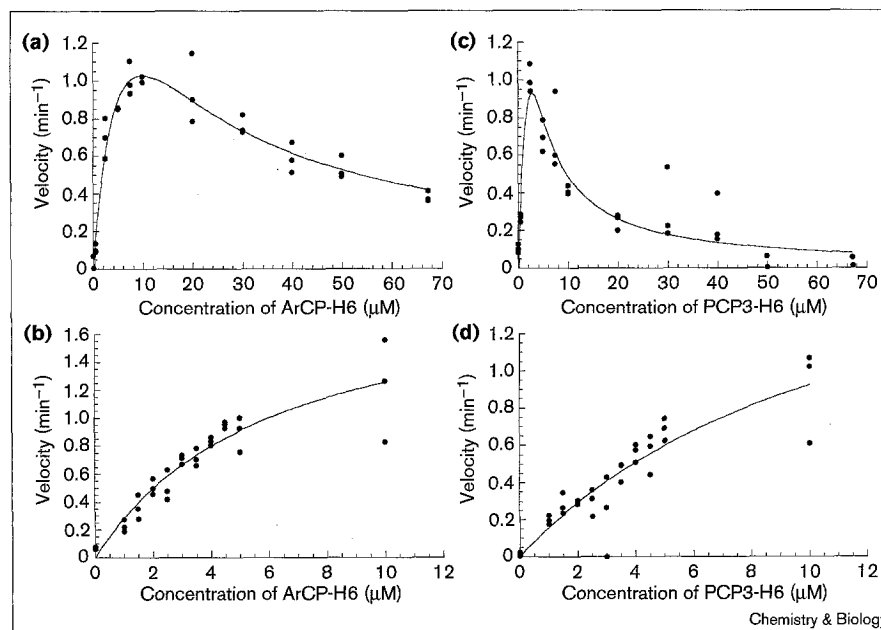 (a)
1.2
1.0
0.8
0.6
0.4
0.2
0
Velocity (min⁻¹)
0 10 20 30 40 50 60 70
Concentration of ArCP-H6 (μM)
(c)
1.2
1.0
0.8
0.6
0.4
0.2
0
Velocity (min⁻¹)
0 10 20 30 40 50 60 70
Concentration of PCP3-H6 (μM)
(b)
1.6
1.4
1.2
1.0
0.8
0.6
0.4
0.2
0
Velocity (min⁻¹)
0 2 4 6 8 10 12
Concentration of ArCP-H6 (μM)
(d)
1.2
1.0
0.8
0.6
0.4
0.2
0
Velocity (min⁻¹)
0 2 4 6 8 10 12
Concentration of PCP3-H6 (μM)
Chemistry & Biology